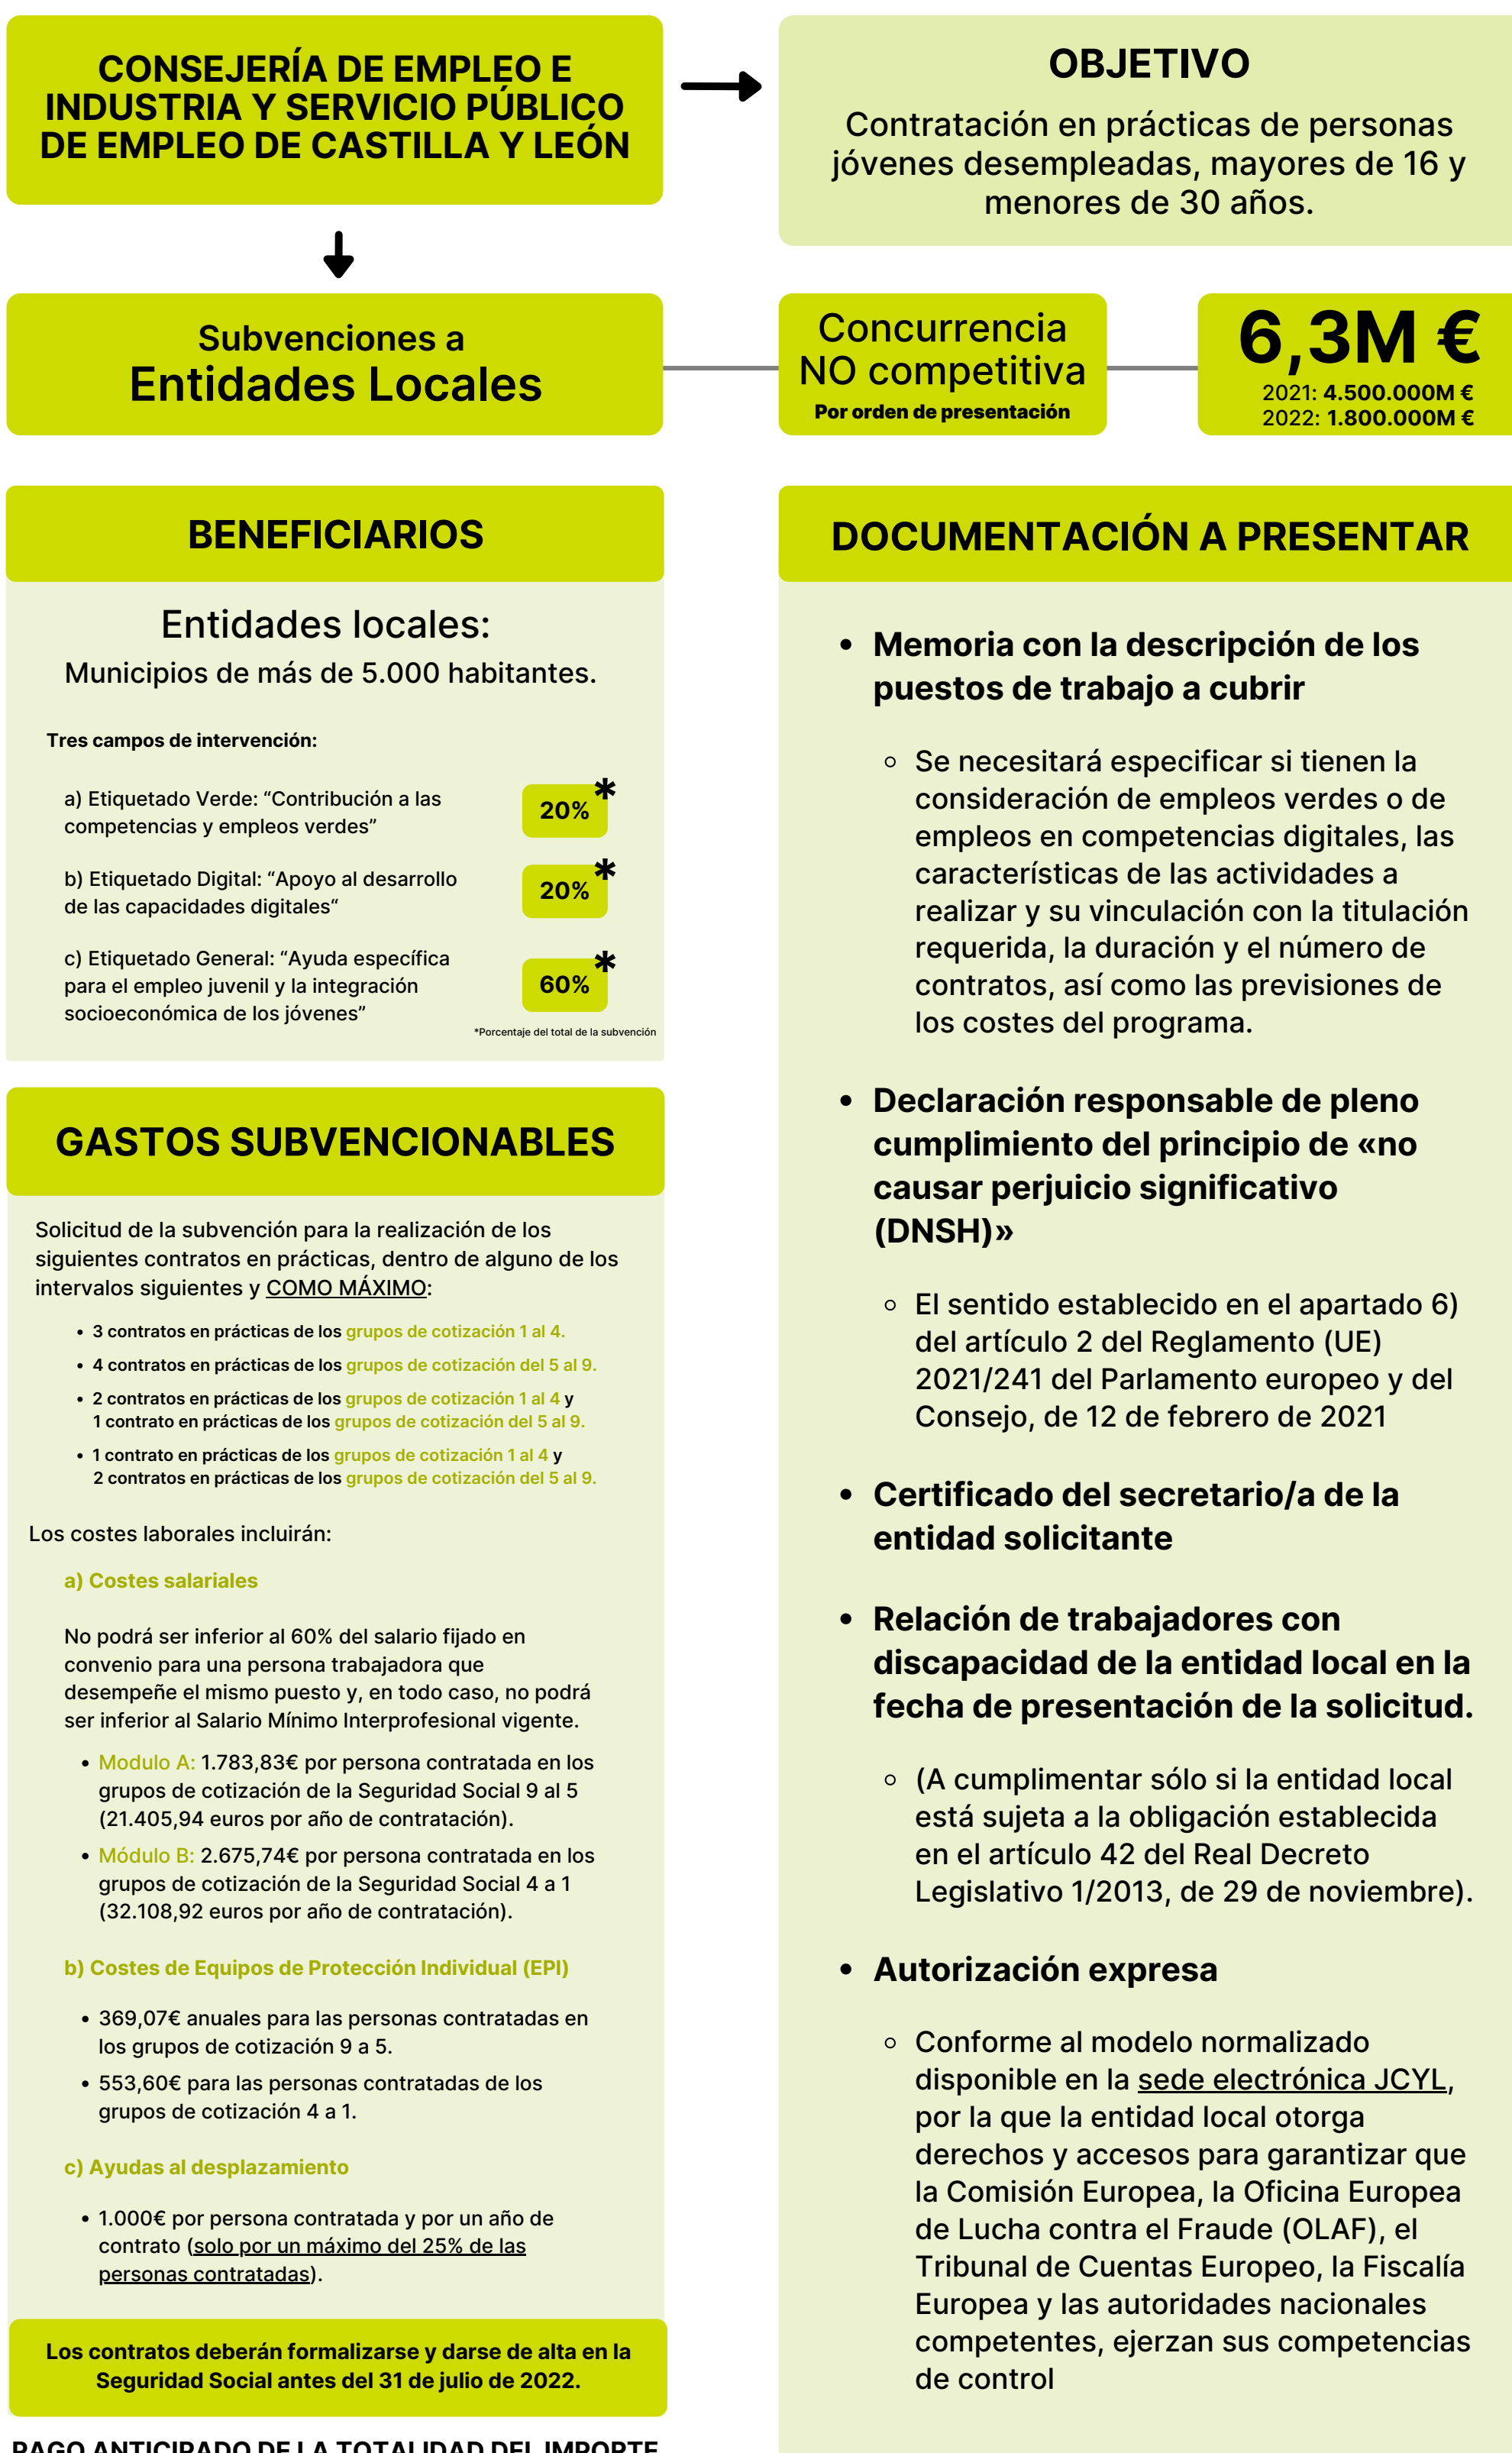 CONSEJERÍA DE EMPLEO E
INDUSTRIA Y SERVICIO PÚBLICO
DE EMPLEO DE CASTILLA Y LEÓN
OBJETIVO
Contratación en prácticas de personas
jóvenes desempleadas, mayores de 16 y
menores de 30 años.
Subvenciones a
Entidades Locales
Concurrencia
NO competitiva
Por orden de presentación
6,3M €
2021: 4.500.000M €
2022: 1.800.000M €
BENEFICIARIOS
Entidades locales:
Municipios de más de 5.000 habitantes.
Tres campos de intervención:
a) Etiquetado Verde: “Contribución a las
competencias y empleos verdes”
20%*
b) Etiquetado Digital: “Apoyo al desarrollo
de las capacidades digitales“
20%*
c) Etiquetado General: “Ayuda específica
para el empleo juvenil y la integración
socioeconómica de los jóvenes”
60%*
*Porcentaje del total de la subvención
GASTOS SUBVENCIONABLES
Solicitud de la subvención para la realización de los
siguientes contratos en prácticas, dentro de alguno de los
intervalos siguientes y COMO MÁXIMO:
• 3 contratos en prácticas de los grupos de cotización 1 al 4.
• 4 contratos en prácticas de los grupos de cotización del 5 al 9.
• 2 contratos en prácticas de los grupos de cotización 1 al 4 y
1 contrato en prácticas de los grupos de cotización del 5 al 9.
• 1 contrato en prácticas de los grupos de cotización 1 al 4 y
2 contratos en prácticas de los grupos de cotización del 5 al 9.
Los costes laborales incluirán:
a) Costes salariales
No podrá ser inferior al 60% del salario fijado en
convenio para una persona trabajadora que
desempeñe el mismo puesto y, en todo caso, no podrá
ser inferior al Salario Mínimo Interprofesional vigente.
• Modulo A: 1.783,83€ por persona contratada en los
grupos de cotización de la Seguridad Social 9 al 5
(21.405,94 euros por año de contratación).
• Módulo B: 2.675,74€ por persona contratada en los
grupos de cotización de la Seguridad Social 4 a 1
(32.108,92 euros por año de contratación).
b) Costes de Equipos de Protección Individual (EPI)
• 369,07€ anuales para las personas contratadas en
los grupos de cotización 9 a 5.
• 553,60€ para las personas contratadas de los
grupos de cotización 4 a 1.
c) Ayudas al desplazamiento
• 1.000€ por persona contratada y por un año de
contrato (solo por un máximo del 25% de las
personas contratadas).
Los contratos deberán formalizarse y darse de alta en la
Seguridad Social antes del 31 de julio de 2022.
PAGO ANTICIPADO DE LA TOTALIDAD DEL IMPORTE
DOCUMENTACIÓN A PRESENTAR
• Memoria con la descripción de los
puestos de trabajo a cubrir
◦ Se necesitará especificar si tienen la
consideración de empleos verdes o de
empleos en competencias digitales, las
características de las actividades a
realizar y su vinculación con la titulación
requerida, la duración y el número de
contratos, así como las previsiones de
los costes del programa.
• Declaración responsable de pleno
cumplimiento del principio de «no
causar perjuicio significativo
(DNSH)»
◦ El sentido establecido en el apartado 6)
del artículo 2 del Reglamento (UE)
2021/241 del Parlamento europeo y del
Consejo, de 12 de febrero de 2021
• Certificado del secretario/a de la
entidad solicitante
• Relación de trabajadores con
discapacidad de la entidad local en la
fecha de presentación de la solicitud.
◦ (A cumplimentar sólo si la entidad local
está sujeta a la obligación establecida
en el artículo 42 del Real Decreto
Legislativo 1/2013, de 29 de noviembre).
• Autorización expresa
◦ Conforme al modelo normalizado
disponible en la sede electrónica JCYL,
por la que la entidad local otorga
derechos y accesos para garantizar que
la Comisión Europea, la Oficina Europea
de Lucha contra el Fraude (OLAF), el
Tribunal de Cuentas Europeo, la Fiscalía
Europea y las autoridades nacionales
competentes, ejerzan sus competencias
de control